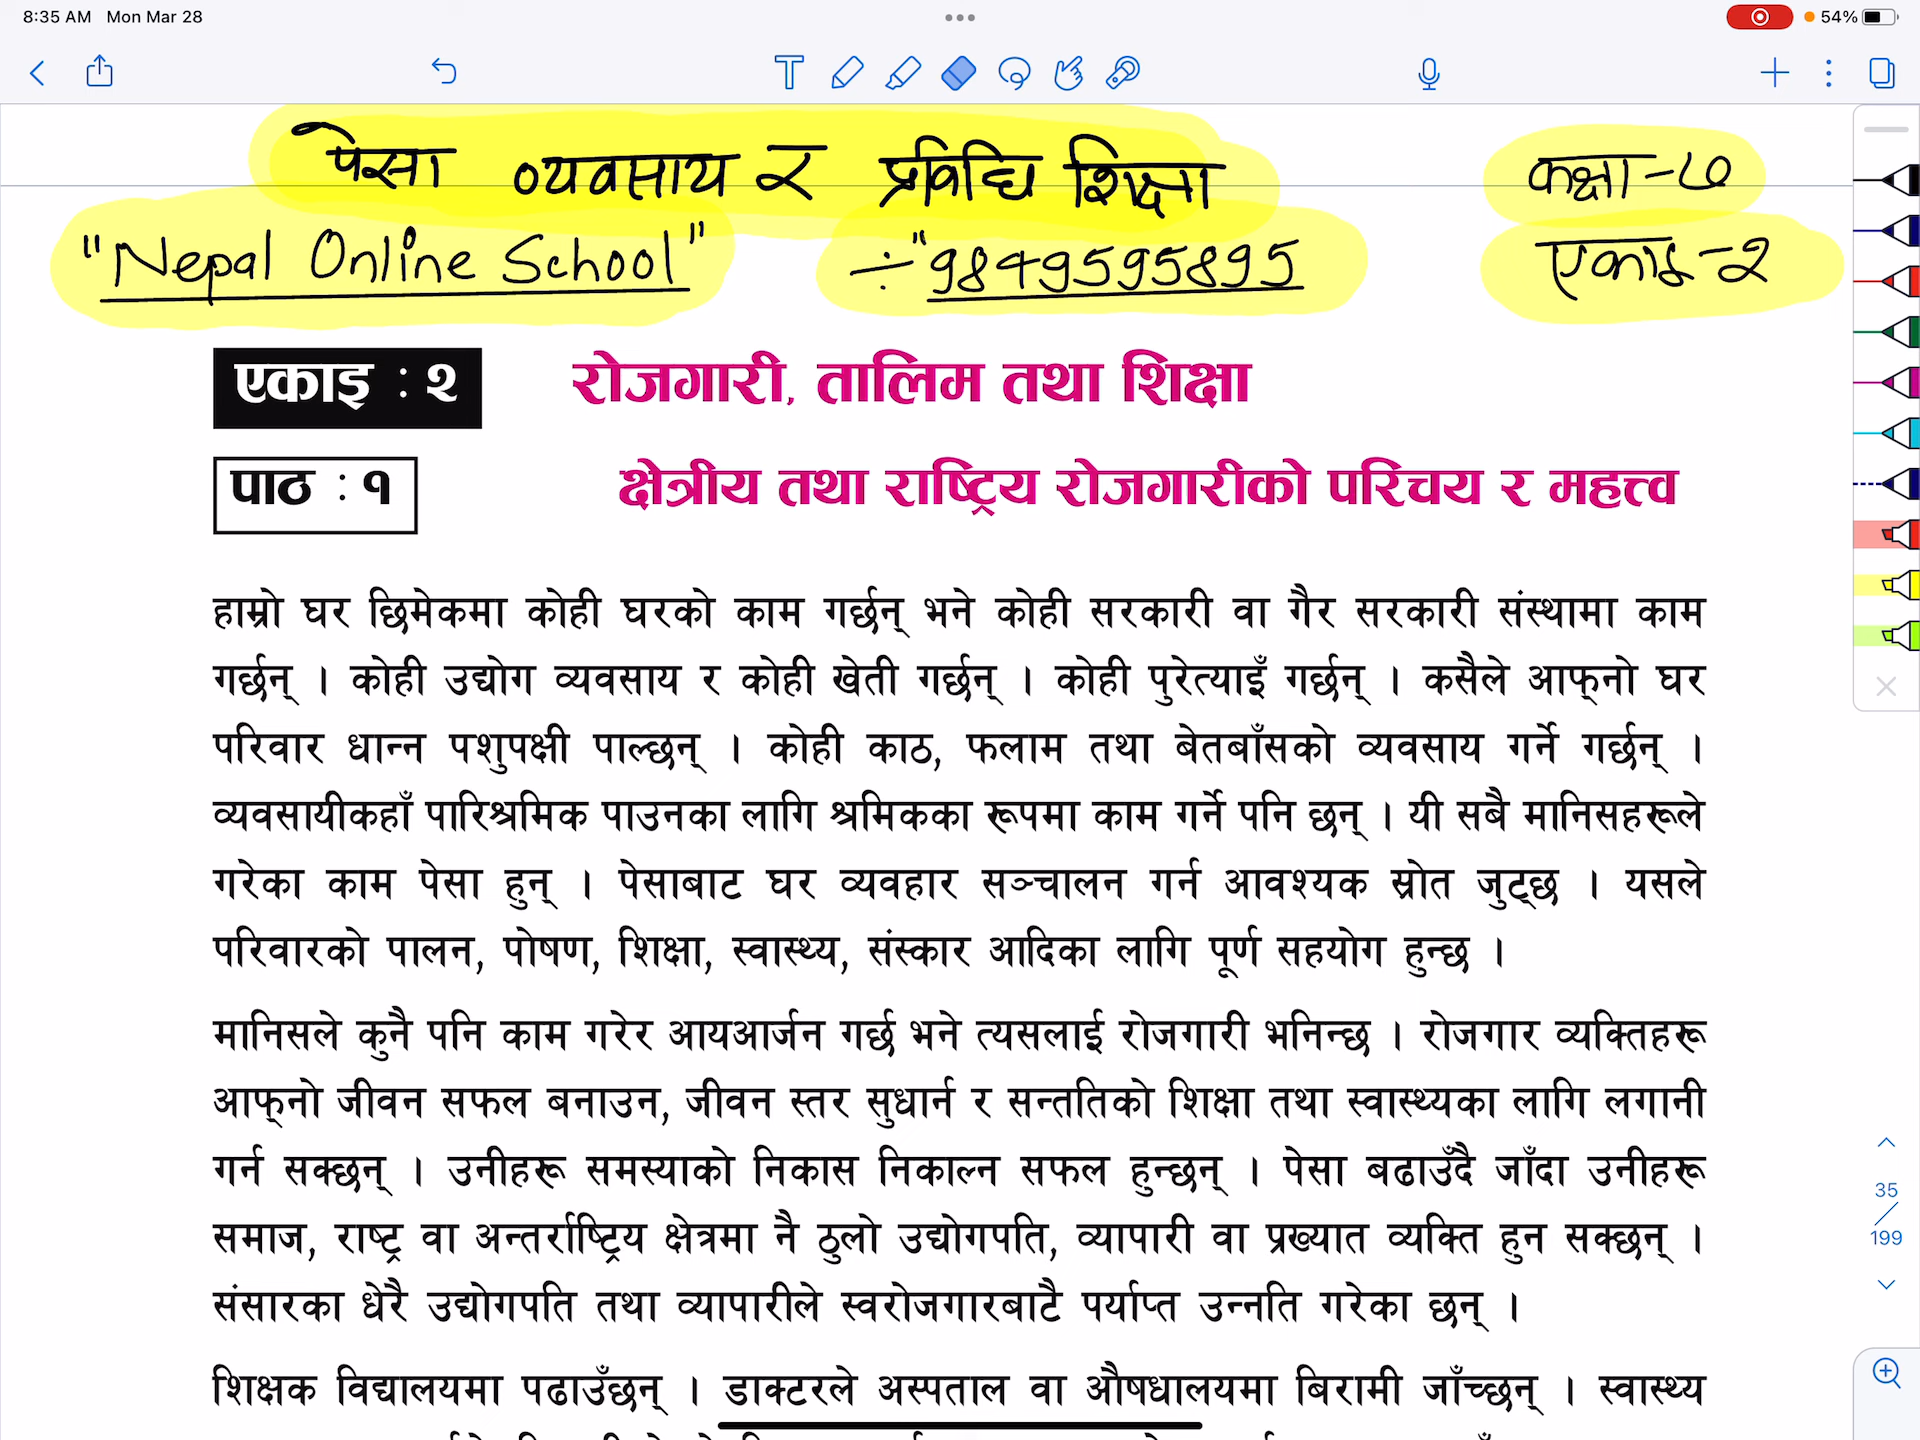 8:35 AM Mon Mar 28
54%
पेसा व्यवसाय र प्रविधि शिक्षा
कक्षा-८७
"Nepal Online School" ÷"9849595895
एकाइ-२
एकाइ : २ रोजगारी, तालिम तथा शिक्षा
पाठ : १ क्षेत्रीय तथा राष्ट्रिय रोजगारीको परिचय र महत्त्व
हाम्रो घर छिमेकमा कोही घरको काम गर्छन् भने कोही सरकारी वा गैर सरकारी संस्थामा काम
गर्छन् । कोही उद्योग व्यवसाय र कोही खेती गर्छन् । कोही पुरेत्याइँ गर्छन् । कसैले आफ्‌नो घर
परिवार धान्न पशुपक्षी पाल्छन् । कोही काठ, फलाम तथा बेतबाँसको व्यवसाय गर्ने गर्छन् ।
व्यवसायीकहाँ पारिश्रमिक पाउनका लागि श्रमिकका रूपमा काम गर्ने पनि छन् । यी सबै मानिसहरूले
गरेका काम पेसा हुन् । पेसाबाट घर व्यवहार सञ्चालन गर्न आवश्यक स्रोत जुट्छ । यसले
परिवारको पालन, पोषण, शिक्षा, स्वास्थ्य, संस्कार आदिका लागि पूर्ण सहयोग हुन्छ ।
मानिसले कुनै पनि काम गरेर आयआर्जन गर्छ भने त्यसलाई रोजगारी भनिन्छ । रोजगार व्यक्तिहरू
आफ्‌नो जीवन सफल बनाउन, जीवन स्तर सुधार्न र सन्ततिको शिक्षा तथा स्वास्थ्यका लागि लगानी
गर्न सक्छन् । उनीहरू समस्याको निकास निकाल्न सफल हुन्छन् । पेसा बढाउँदै जाँदा उनीहरू
समाज, राष्ट्र वा अन्तर्राष्ट्रिय क्षेत्रमा नै ठुलो उद्योगपति, व्यापारी वा प्रख्यात व्यक्ति हुन सक्छन् ।
संसारका धेरै उद्योगपति तथा व्यापारीले स्वरोजगारबाटै पर्याप्त उन्नति गरेका छन् ।
शिक्षक विद्यालयमा पढाउँछन् । डाक्टरले अस्पताल वा औषधालयमा बिरामी जाँच्छन् । स्वास्थ्य
35
199